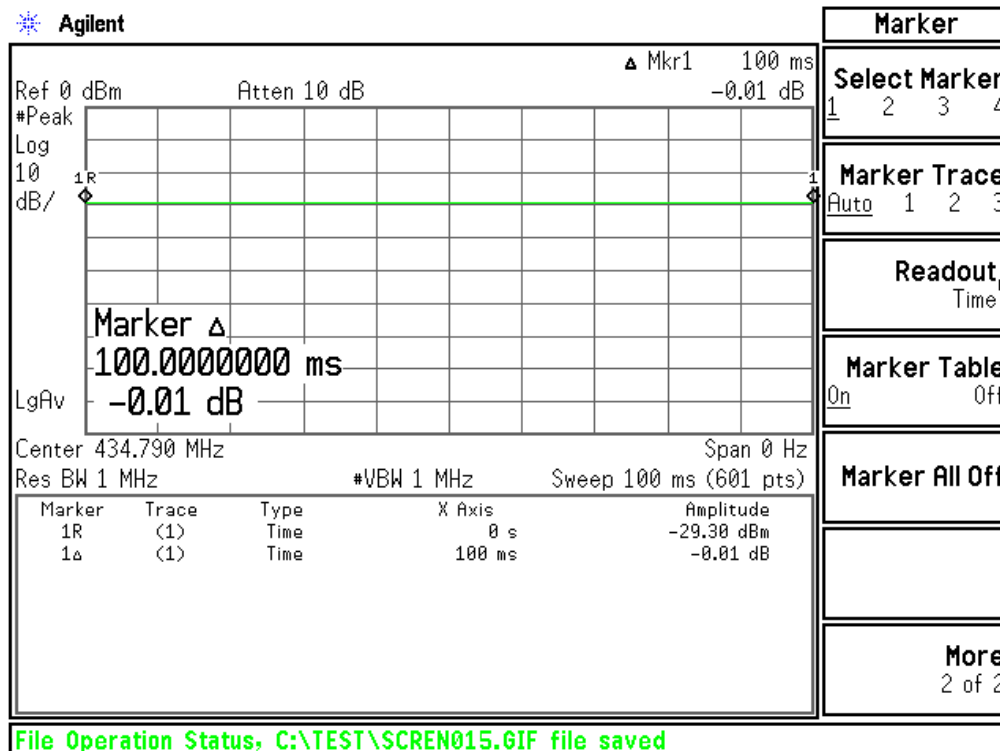 Agilent
Marker
Δ Mkr1 100 ms
Ref 0 dBm Atten 10 dB -0.01 dB
#Peak
Log
10
dB/
1R
1
Marker Δ
100.0000000 ms
-0.01 dB
LgAv
Center 434.790 MHz Span 0 Hz
Res BW 1 MHz #VBW 1 MHz Sweep 100 ms (601 pts)
Marker Trace Type X Axis Amplitude
1R (1) Time 0 s -29.30 dBm
1Δ (1) Time 100 ms -0.01 dB
Select Marker
1 2 3 4
Marker Trace
Auto 1 2 3
Readout,
Time
Marker Table
On Off
Marker All Off
More
2 of 2
File Operation Status, C:\TEST\SCREN015.GIF file saved